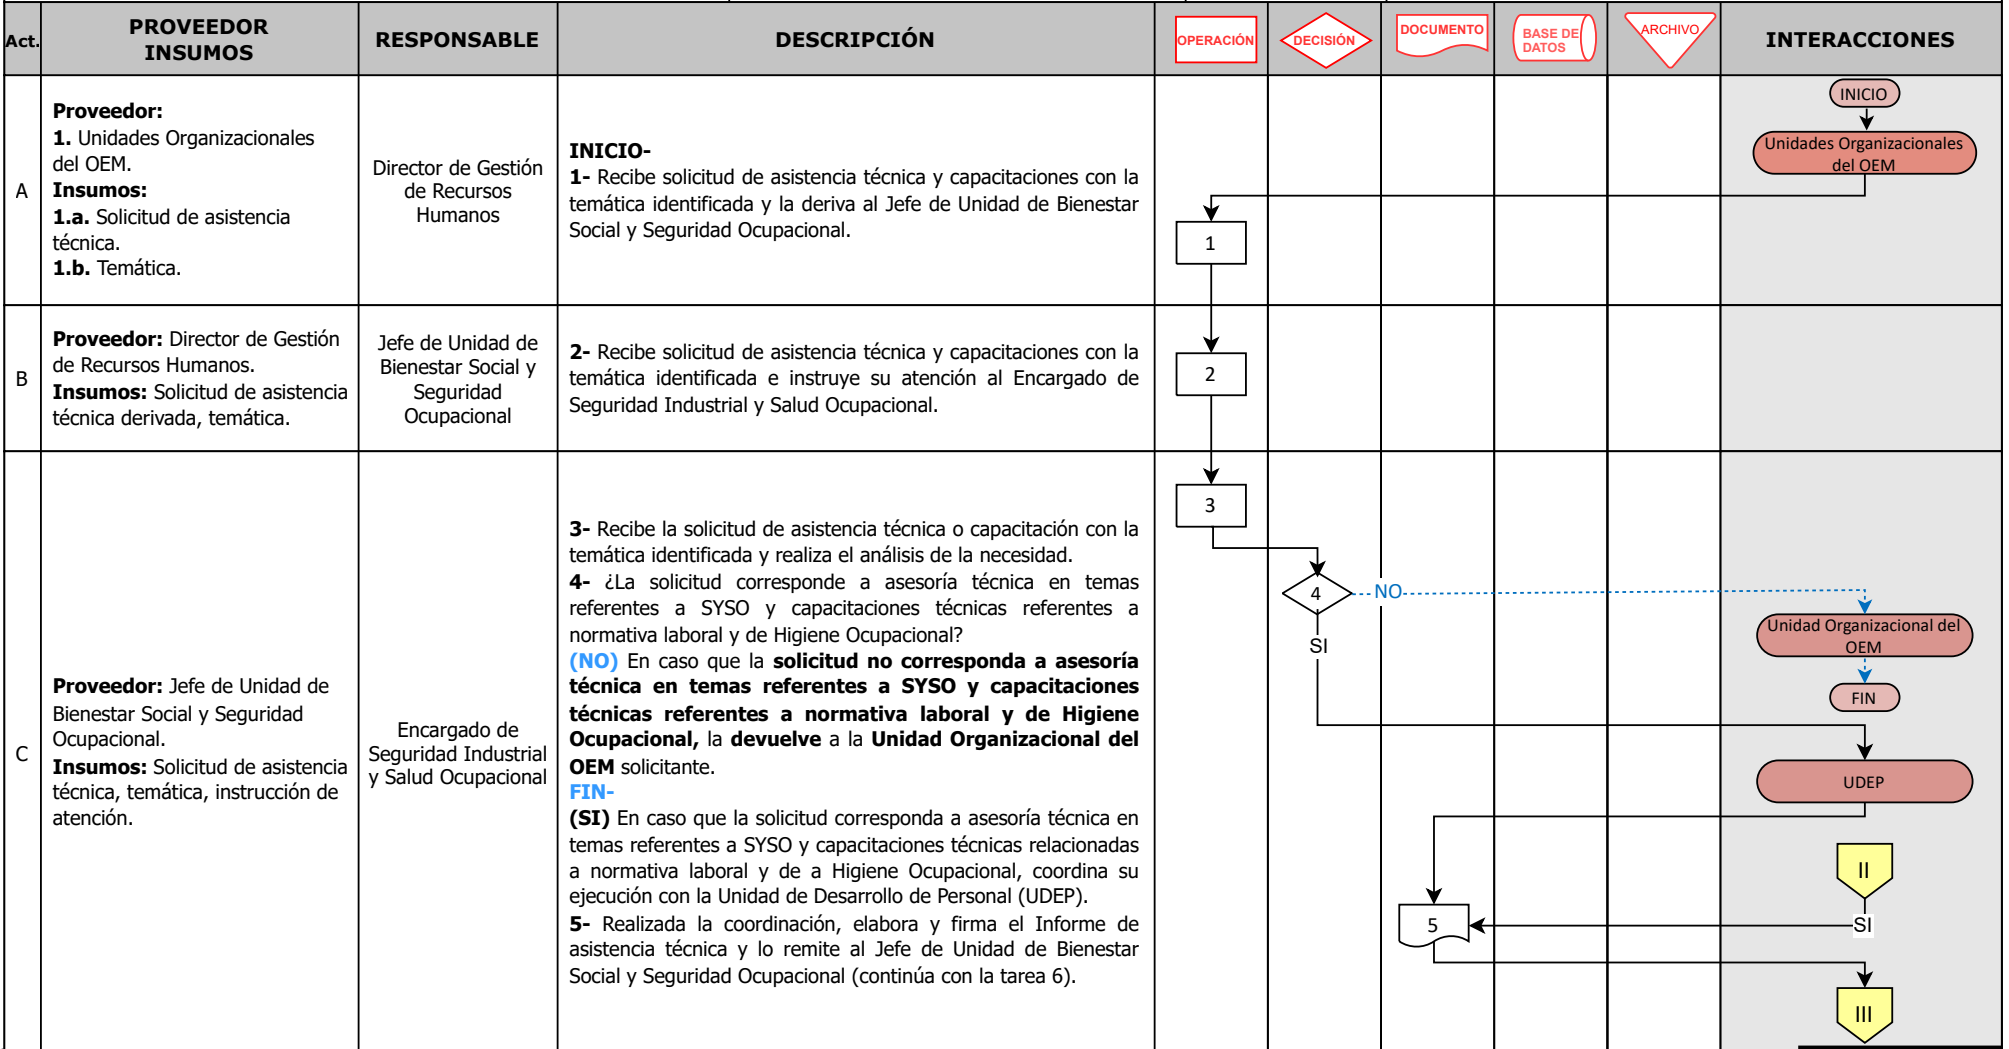 Act.
PROVEEDOR
INSUMOS
RESPONSABLE
DESCRIPCIÓN
OPERACIÓN
DECISIÓN
DOCUMENTO
BASE DE
DATOS
ARCHIVO
INTERACCIONES
A
Proveedor:
1. Unidades Organizacionales
del OEM.
Insumos:
1.a. Solicitud de asistencia
técnica.
1.b. Temática.
Director de Gestión
de Recursos
Humanos
INICIO-
1- Recibe solicitud de asistencia técnica y capacitaciones con la
temática identificada y la deriva al Jefe de Unidad de Bienestar
Social y Seguridad Ocupacional.
1
INICIO
Unidades Organizacionales
del OEM
B
Proveedor: Director de Gestión
de Recursos Humanos.
Insumos: Solicitud de asistencia
técnica derivada, temática.
Jefe de Unidad de
Bienestar Social y
Seguridad
Ocupacional
2- Recibe solicitud de asistencia técnica y capacitaciones con la
temática identificada e instruye su atención al Encargado de
Seguridad Industrial y Salud Ocupacional.
2
C
Proveedor: Jefe de Unidad de
Bienestar Social y Seguridad
Ocupacional.
Insumos: Solicitud de asistencia
técnica, temática, instrucción de
atención.
Encargado de
Seguridad Industrial
y Salud Ocupacional
3- Recibe la solicitud de asistencia técnica o capacitación con la
temática identificada y realiza el análisis de la necesidad.
4- ¿La solicitud corresponde a asesoría técnica en temas
referentes a SYSO y capacitaciones técnicas referentes a
normativa laboral y de Higiene Ocupacional?
(NO) En caso que la solicitud no corresponda a asesoría
técnica en temas referentes a SYSO y capacitaciones
técnicas referentes a normativa laboral y de Higiene
Ocupacional, la devuelve a la Unidad Organizacional del
OEM solicitante.
FIN-
(SI) En caso que la solicitud corresponda a asesoría técnica en
temas referentes a SYSO y capacitaciones técnicas relacionadas
a normativa laboral y de a Higiene Ocupacional, coordina su
ejecución con la Unidad de Desarrollo de Personal (UDEP).
5- Realizada la coordinación, elabora y firma el Informe de
asistencia técnica y lo remite al Jefe de Unidad de Bienestar
Social y Seguridad Ocupacional (continúa con la tarea 6).
3
4
NO
SI
Unidad Organizacional del
OEM
FIN
UDEP
II
SI
5
III